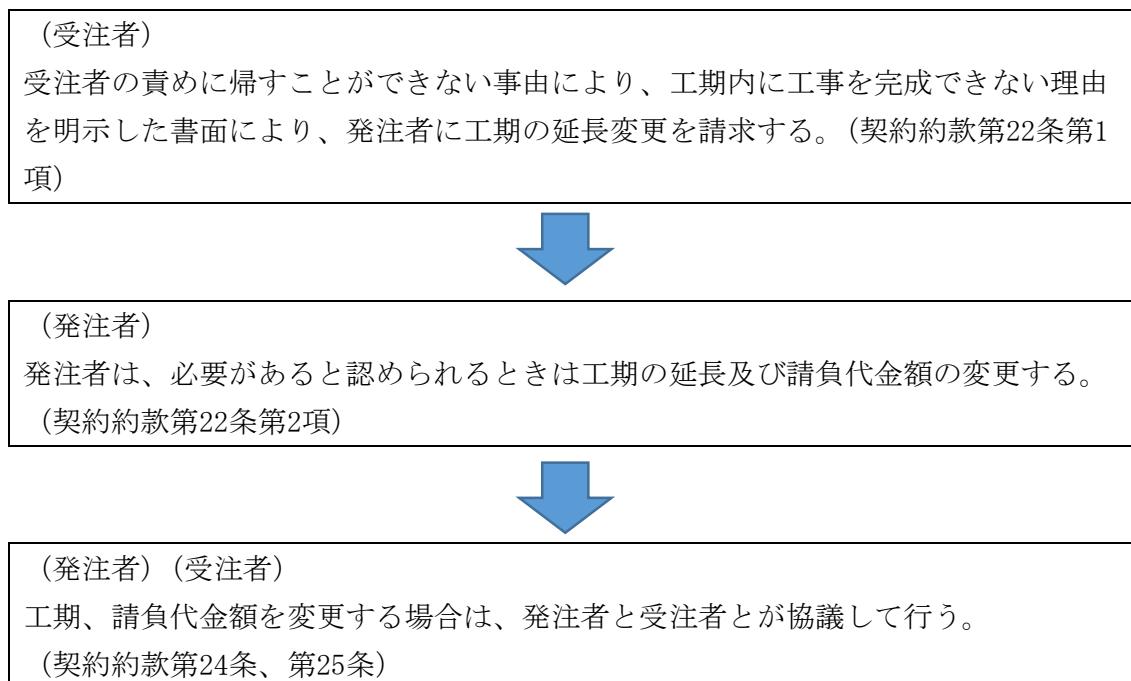 （受注者）
受注者の責めに帰すことができない事由により、工期内に工事を完成できない理由
を明示した書面により、発注者に工期の延長変更を請求する。（契約約款第22条第1
項）
（発注者）
発注者は、必要があると認められるときは工期の延長及び請負代金額の変更する。
（契約約款第22条第2項）
（発注者）（受注者）
工期、請負代金額を変更する場合は、発注者と受注者とが協議して行う。
（契約約款第24条、第25条）